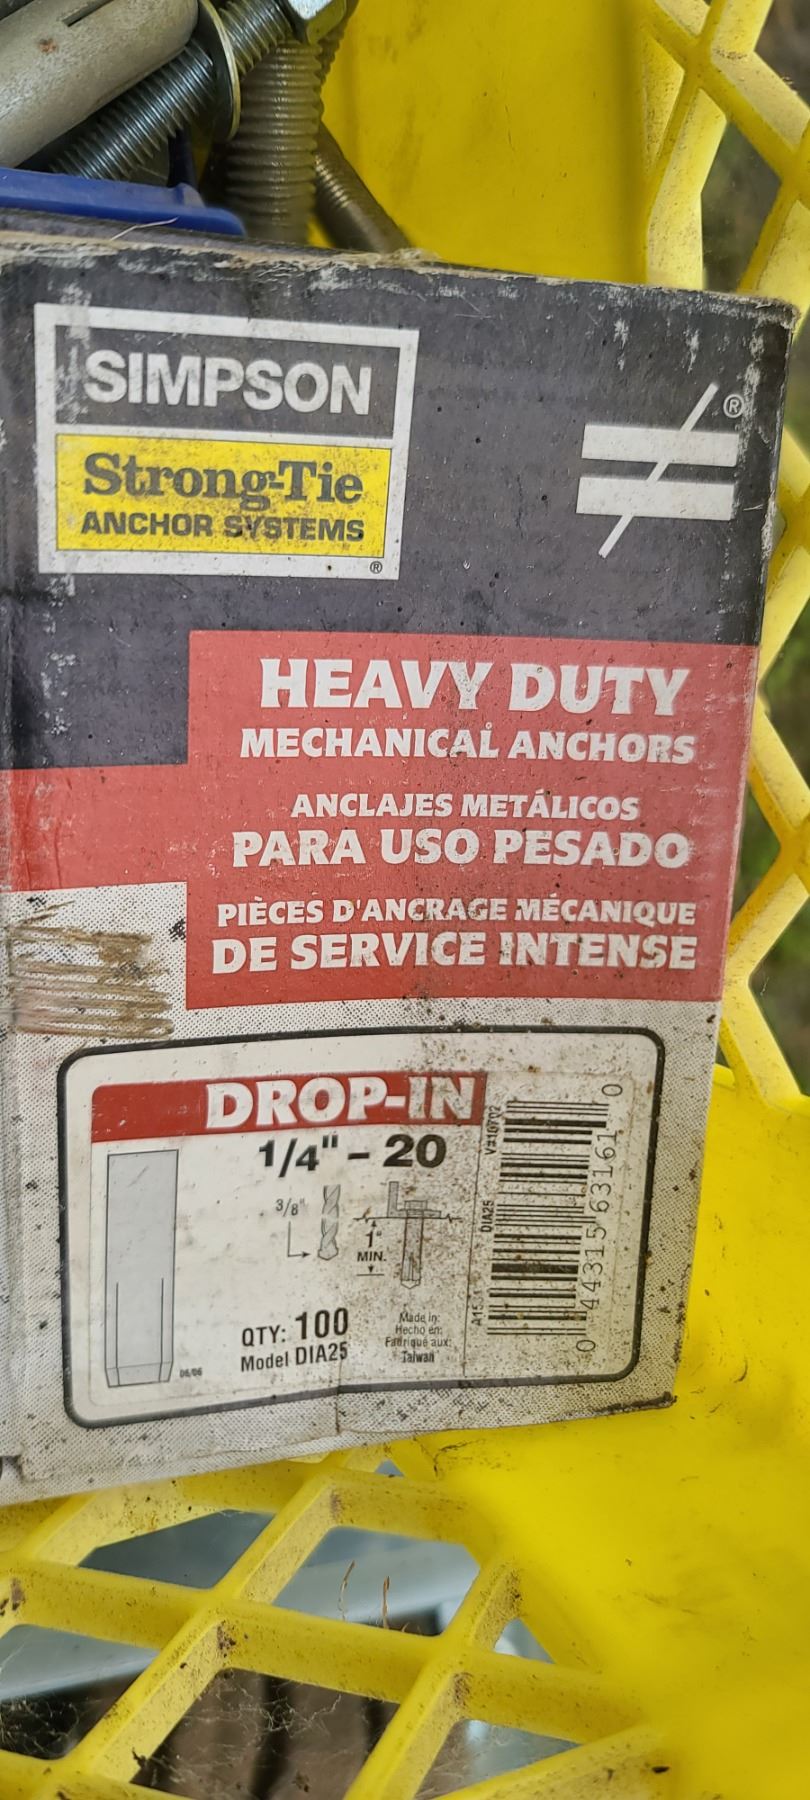 SIMPSON
Strong-Tie
ANCHOR SYSTEMS
®
®
HEAVY DUTY
MECHANICAL ANCHORS
ANCLAJES METÁLICOS
PARA USO PESADO
PIÈCES D'ANCRAGE MÉCANIQUE
DE SERVICE INTENSE
DROP-IN
1/4" - 20
3/8"
1"
MIN.
QTY: 100
Model DIA25
06/06
Made in:
Hecho en:
Fabriqué aux:
Taiwan
DIA25
0 44315 63161 0